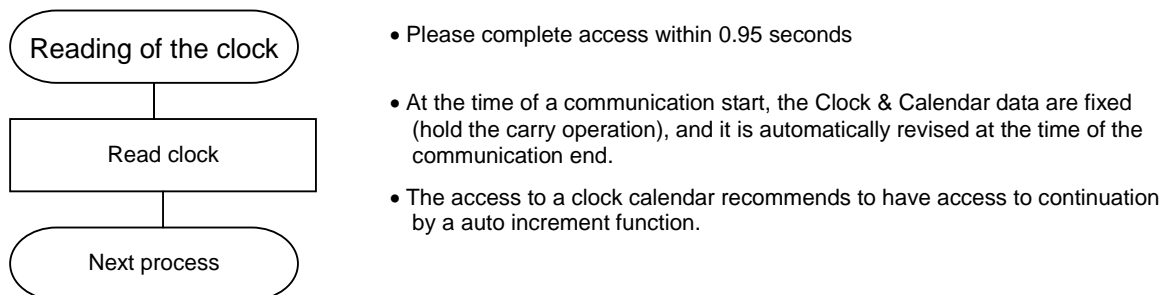 Reading of the clock
• Please complete access within 0.95 seconds
• At the time of a communication start, the Clock & Calendar data are fixed
(hold the carry operation), and it is automatically revised at the time of the
communication end.
Read clock
• The access to a clock calendar recommends to have access to continuation
by a auto increment function.
Next process